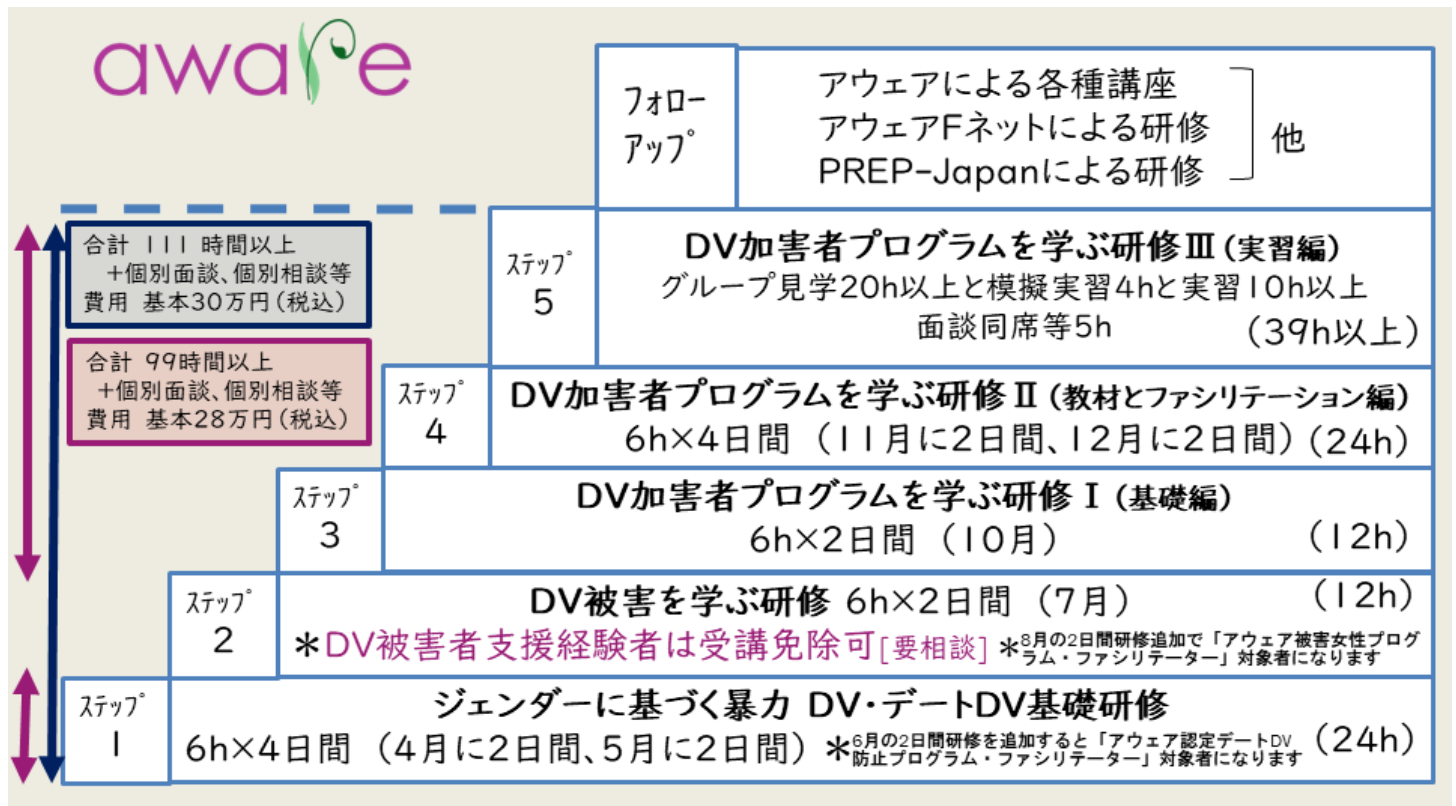 aware
フォロー
アップ
アウェアによる各種講座
アウェアFネットによる研修
PREP-Japanによる研修
他
合計 111 時間以上
+個別面談、個別相談等
費用 基本30万円(税込)
合計 99時間以上
+個別面談、個別相談等
費用 基本28万円(税込)
ステップ
5
DV加害者プログラムを学ぶ研修Ⅲ(実習編)
グループ見学20h以上と模擬実習4hと実習10h以上
面談同席等5h (39h以上)
ステップ
4
DV加害者プログラムを学ぶ研修Ⅱ(教材とファシリテーション編)
6h×4日間 (11月に2日間、12月に2日間) (24h)
ステップ
3
DV加害者プログラムを学ぶ研修Ⅰ(基礎編)
6h×2日間 (10月) (12h)
ステップ
2
DV被害を学ぶ研修 6h×2日間 (7月) (12h)
*DV被害者支援経験者は受講免除可[要相談]
*8月の2日間研修追加で「アウェア被害女性プログ
ラム・ファシリテーター」対象者になります
ステップ
1
ジェンダーに基づく暴力 DV・デートDV基礎研修
6h×4日間 (4月に2日間、5月に2日間)
*6月の2日間研修を追加すると「アウェア認定デートDV
防止プログラム・ファシリテーター」対象者になります
(24h)